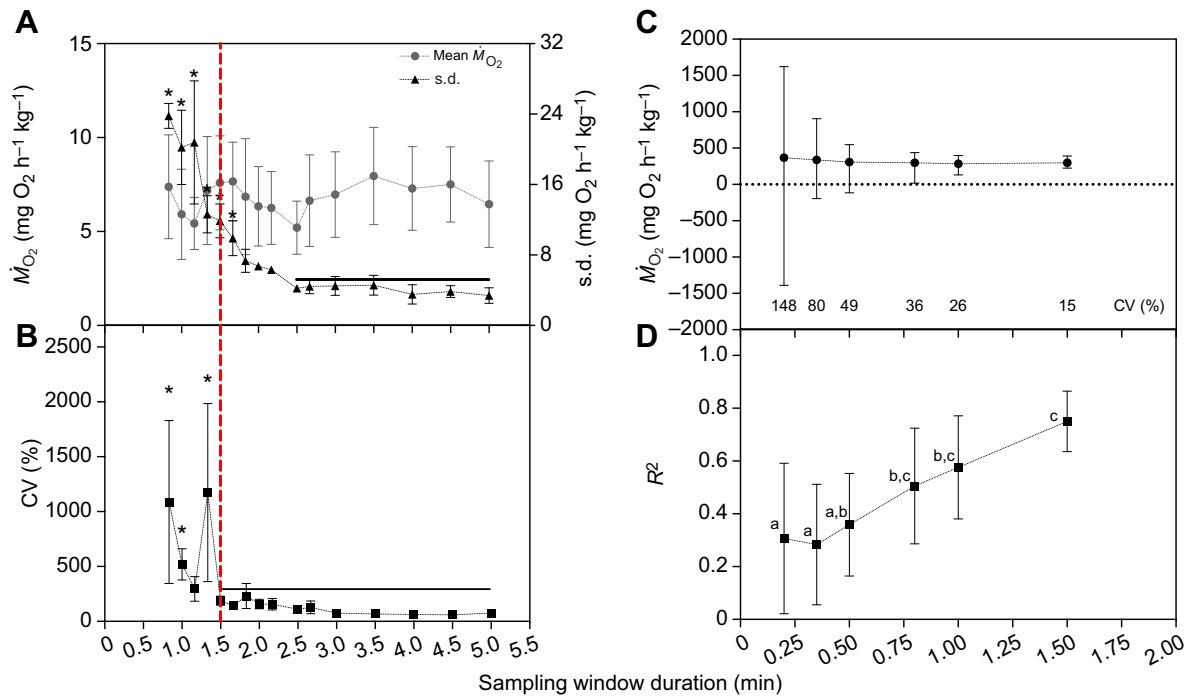 A
15
10
5
0
ṀO2 (mg O2 h–1 kg–1)
* * * * * *
Mean ṀO2
s.d.
32
24
16
8
0
s.d. (mg O2 h–1 kg–1)
B
2500
2000
1500
1000
500
0
CV (%)
* * *
0 0.5 1.0 1.5 2.0 2.5 3.0 3.5 4.0 4.5 5.0 5.5
C
2000
1500
1000
500
0
–500
–1000
–1500
–2000
ṀO2 (mg O2 h–1 kg–1)
148 80 49 36 26 15 CV (%)
D
1.0
0.8
0.6
0.4
0.2
0
R2
a a a,b b,c b,c c
0 0.25 0.50 0.75 1.00 1.25 1.50 1.75 2.00
Sampling window duration (min)